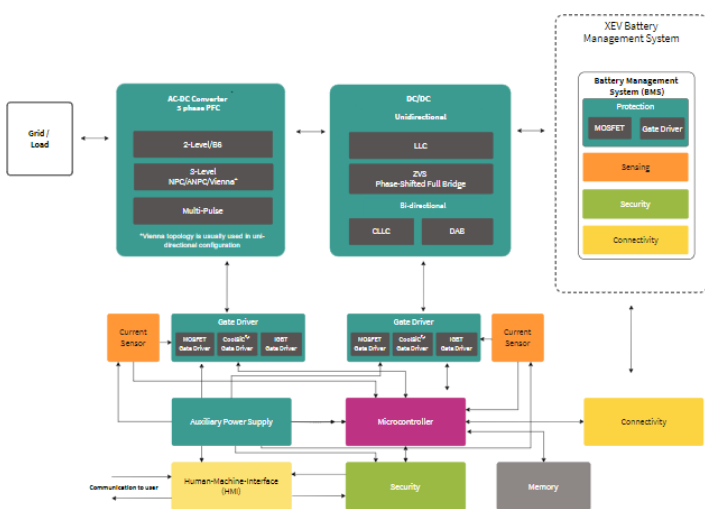 XEV Battery
Management System
Battery Management
System (BMS)
Protection
MOSFET
Gate Driver
Sensing
Security
Connectivity
Grid /
Load
AC-DC Converter
3 phase PFC
2-Level/B6
3-Level
NPC/ANPC/Vienna*
Multi-Pulse
*Vienna topology is usually used in uni-
directional configuration
DC/DC
Unidirectional
LLC
ZVS
Phase-Shifted Full Bridge
Bi-directional
CLLC
DAB
Current
Sensor
Gate Driver
MOSFET
Gate Driver
CoolSiC™
Gate Driver
IGBT
Gate Driver
Gate Driver
MOSFET
Gate Driver
CoolSiC™
Gate Driver
IGBT
Gate Driver
Current
Sensor
Auxiliary Power Supply
Microcontroller
Connectivity
Communication to user
Human-Machine-Interface
(HMI)
Security
Memory